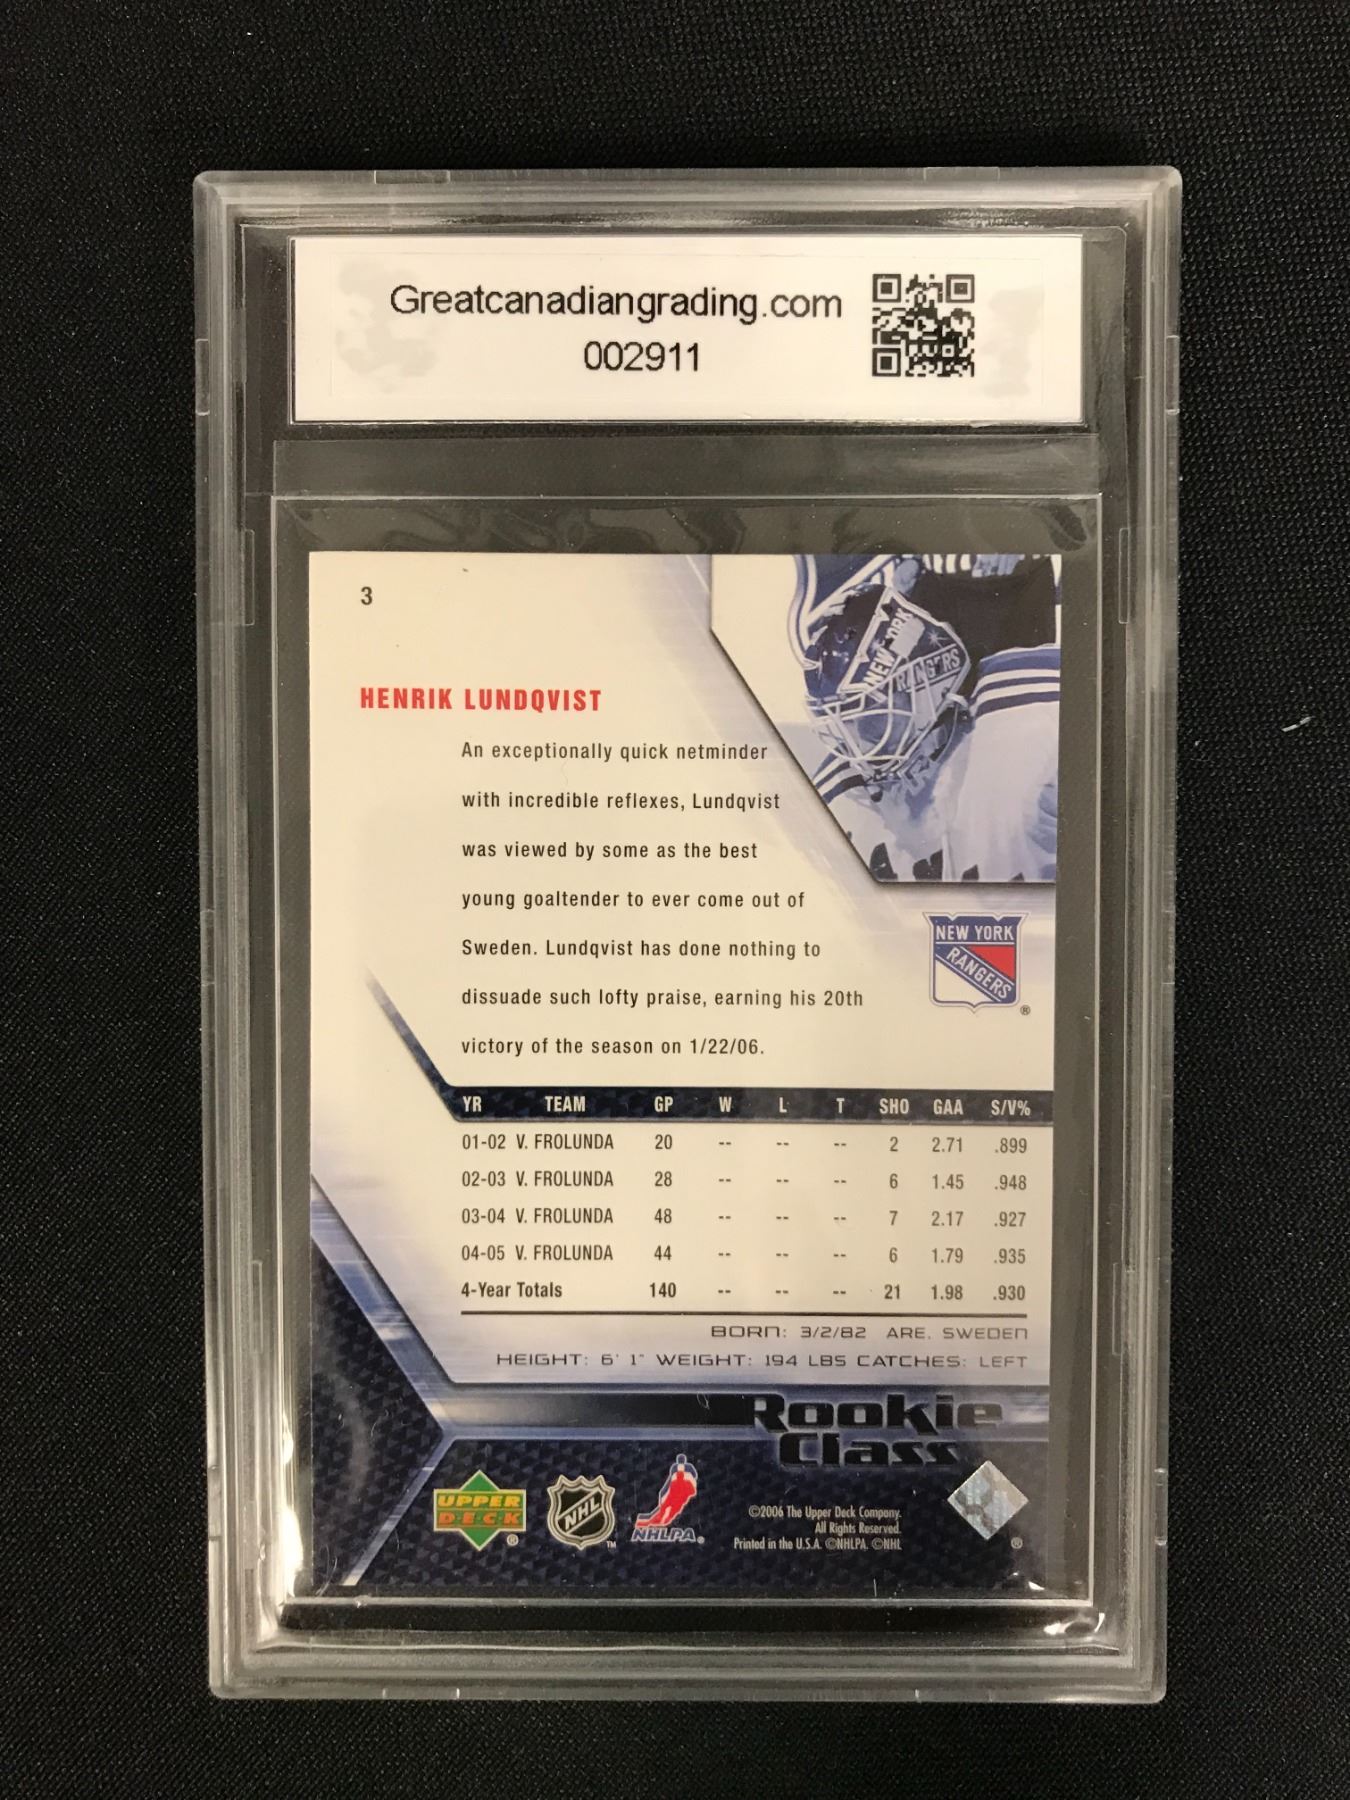 Greatcanadiangrading.com
002911
3
NEW YORK
RANGERS
HENRIK LUNDQVIST
An exceptionally quick netminder
with incredible reflexes, Lundqvist
was viewed by some as the best
young goaltender to ever come out of
Sweden. Lundqvist has done nothing to
dissuade such lofty praise, earning his 20th
victory of the season on 1/22/06.
NEW YORK
RANGERS
®
YR TEAM GP W L T SHO GAA S/V%
01-02 V. FROLUNDA 20 -- -- -- 2 2.71 .899
02-03 V. FROLUNDA 28 -- -- -- 6 1.45 .948
03-04 V. FROLUNDA 48 -- -- -- 7 2.17 .927
04-05 V. FROLUNDA 44 -- -- -- 6 1.79 .935
4-Year Totals 140 -- -- -- 21 1.98 .930
BORN: 3/2/82 ARE, SWEDEN
HEIGHT: 6' 1" WEIGHT: 194 LBS CATCHES: LEFT
Rookie
Class
UPPER
DECK ®
NHL ™
NHLPA ®
©2006 The Upper Deck Company.
All Rights Reserved.
Printed in the U.S.A. ©NHLPA. ©NHL
®